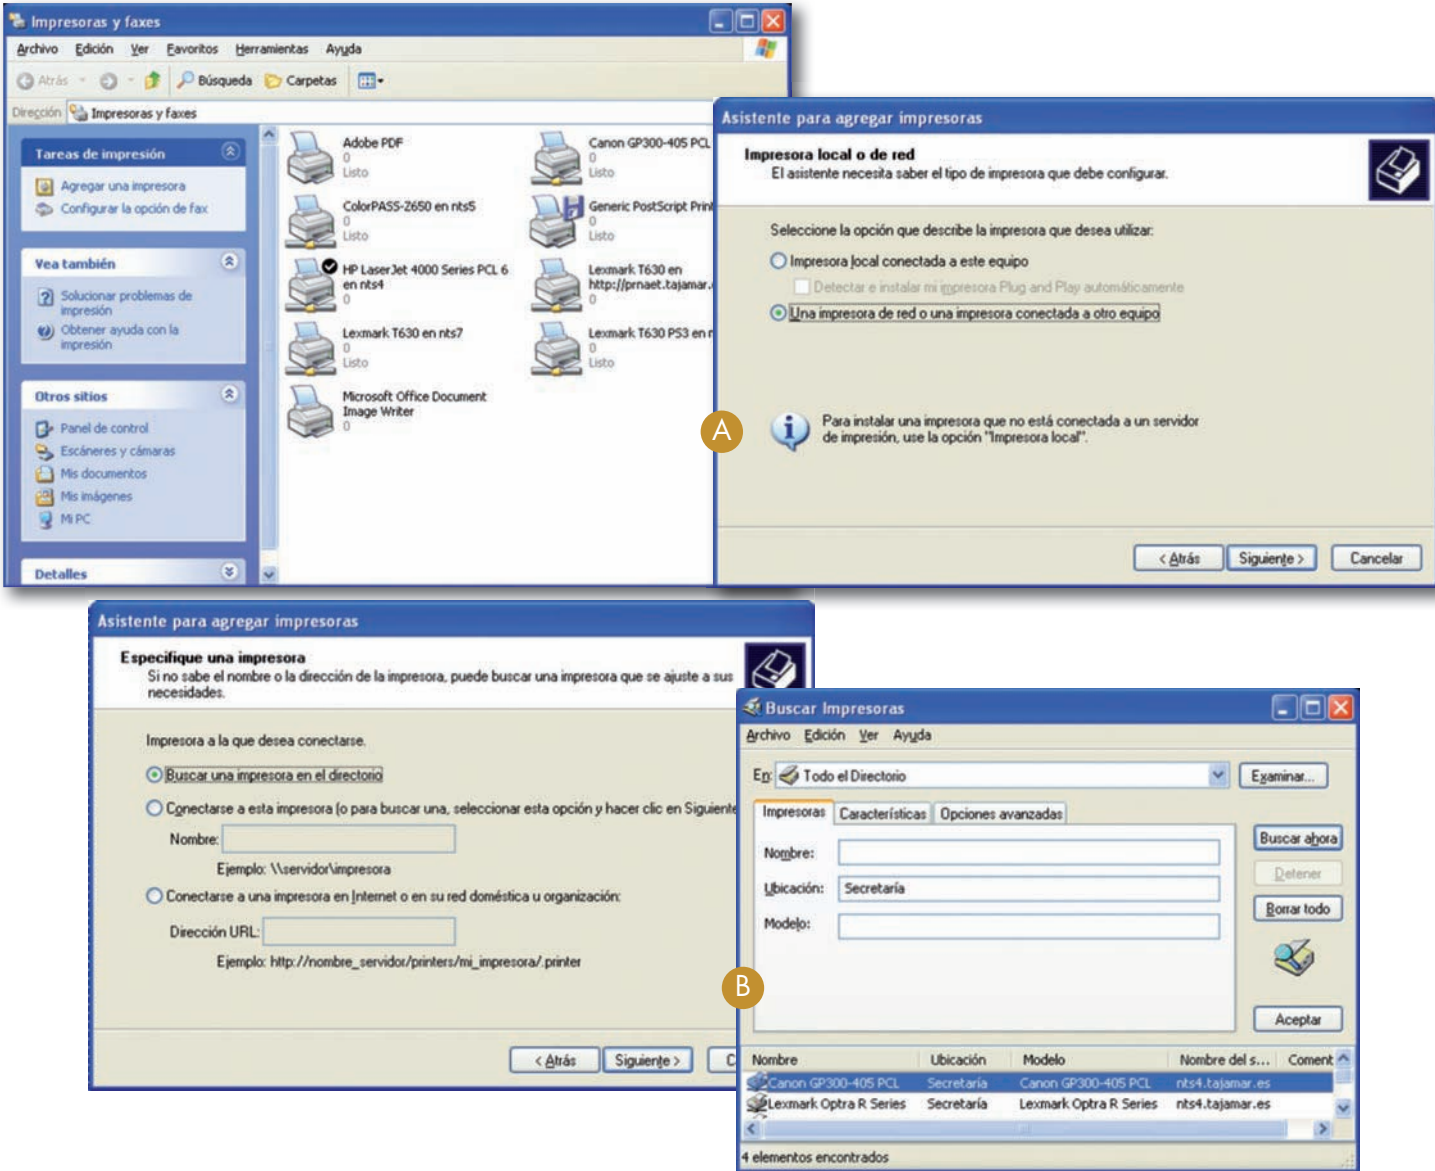 Impresoras y faxes
Archivo Edición Ver Favoritos Herramientas Ayuda
Atrás Búsqueda Carpetas
Dirección Impresoras y faxes
Tareas de impresión
Agregar una impresora
Configurar la opción de fax
Vea también
Solucionar problemas de
impresión
Obtener ayuda con la
impresión
Otros sitios
Panel de control
Escáneres y cámaras
Mis documentos
Mis imágenes
Mi PC
Detalles
Adobe PDF
0
Listo
Canon GP300-405 PCL
0
Listo
ColorPASS-Z650 en nts5
0
Listo
Generic PostScript Print
0
Listo
HP LaserJet 4000 Series PCL 6
en nts4
0
Lexmark T630 en
http://prnaet.tajamar.
0
Lexmark T630 en nts7
0
Listo
Lexmark T630 PS3 en
0
Listo
Microsoft Office Document
Image Writer
0
A
Asistente para agregar impresoras
Impresora local o de red
El asistente necesita saber el tipo de impresora que debe configurar.
Seleccione la opción que describe la impresora que desea utilizar:
Impresora local conectada a este equipo
Detectar e instalar mi impresora Plug and Play automáticamente
Una impresora de red o una impresora conectada a otro equipo
Para instalar una impresora que no está conectada a un servidor
de impresión, use la opción "Impresora local".
< Atrás Siguiente > Cancelar
Asistente para agregar impresoras
Especifique una impresora
Si no sabe el nombre o la dirección de la impresora, puede buscar una impresora que se ajuste a sus
necesidades.
Impresora a la que desea conectarse.
Buscar una impresora en el directorio
Conectarse a esta impresora (o para buscar una, seleccionar esta opción y hacer clic en Siguiente
Nombre:
Ejemplo: \\servidor\impresora
Conectarse a una impresora en Internet o en su red doméstica u organización:
Dirección URL:
Ejemplo: http://nombre_servidor/printers/mi_impresora/.printer
< Atrás Siguiente > C
B
Buscar Impresoras
Archivo Edición Ver Ayuda
En: Todo el Directorio Examinar...
Impresoras Características Opciones avanzadas
Nombre:
Ubicación: Secretaría
Modelo:
Buscar ahora
Detener
Borrar todo
Aceptar
Nombre Ubicación Modelo Nombre del s... Coment
Canon GP300-405 PCL Secretaría Canon GP300-405 PCL nts4.tajamar.es
Lexmark Optra R Series Secretaría Lexmark Optra R Series nts4.tajamar.es
4 elementos encontrados